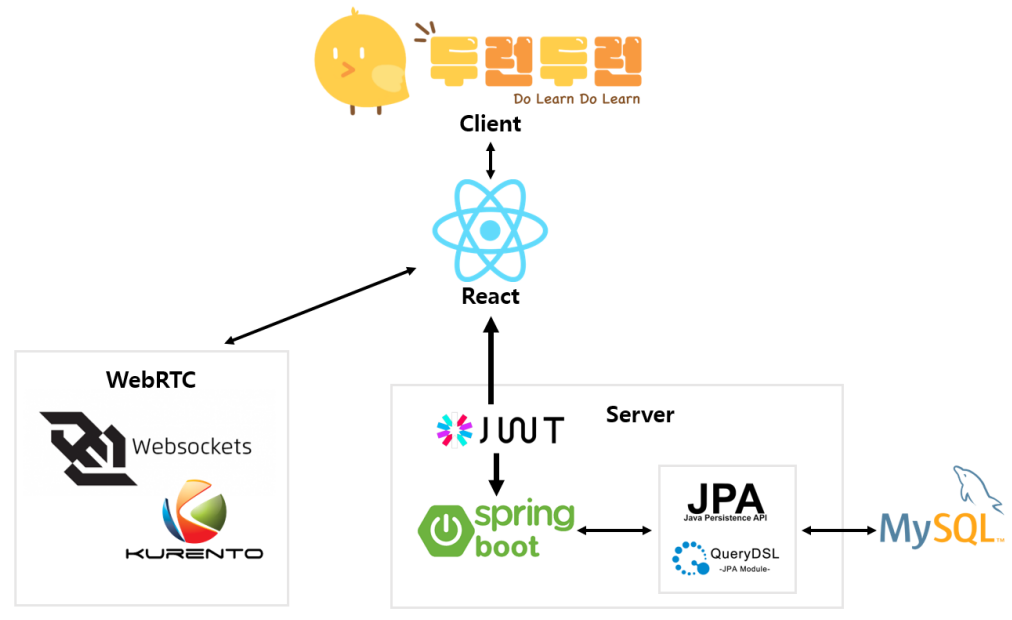 두런두런
Do Learn Do Learn
Client
React
WebRTC
Websockets
KURENTO
Server
JWT
spring
boot
JPA
Java Persistence API
QueryDSL
-JPA Module-
MySQL™